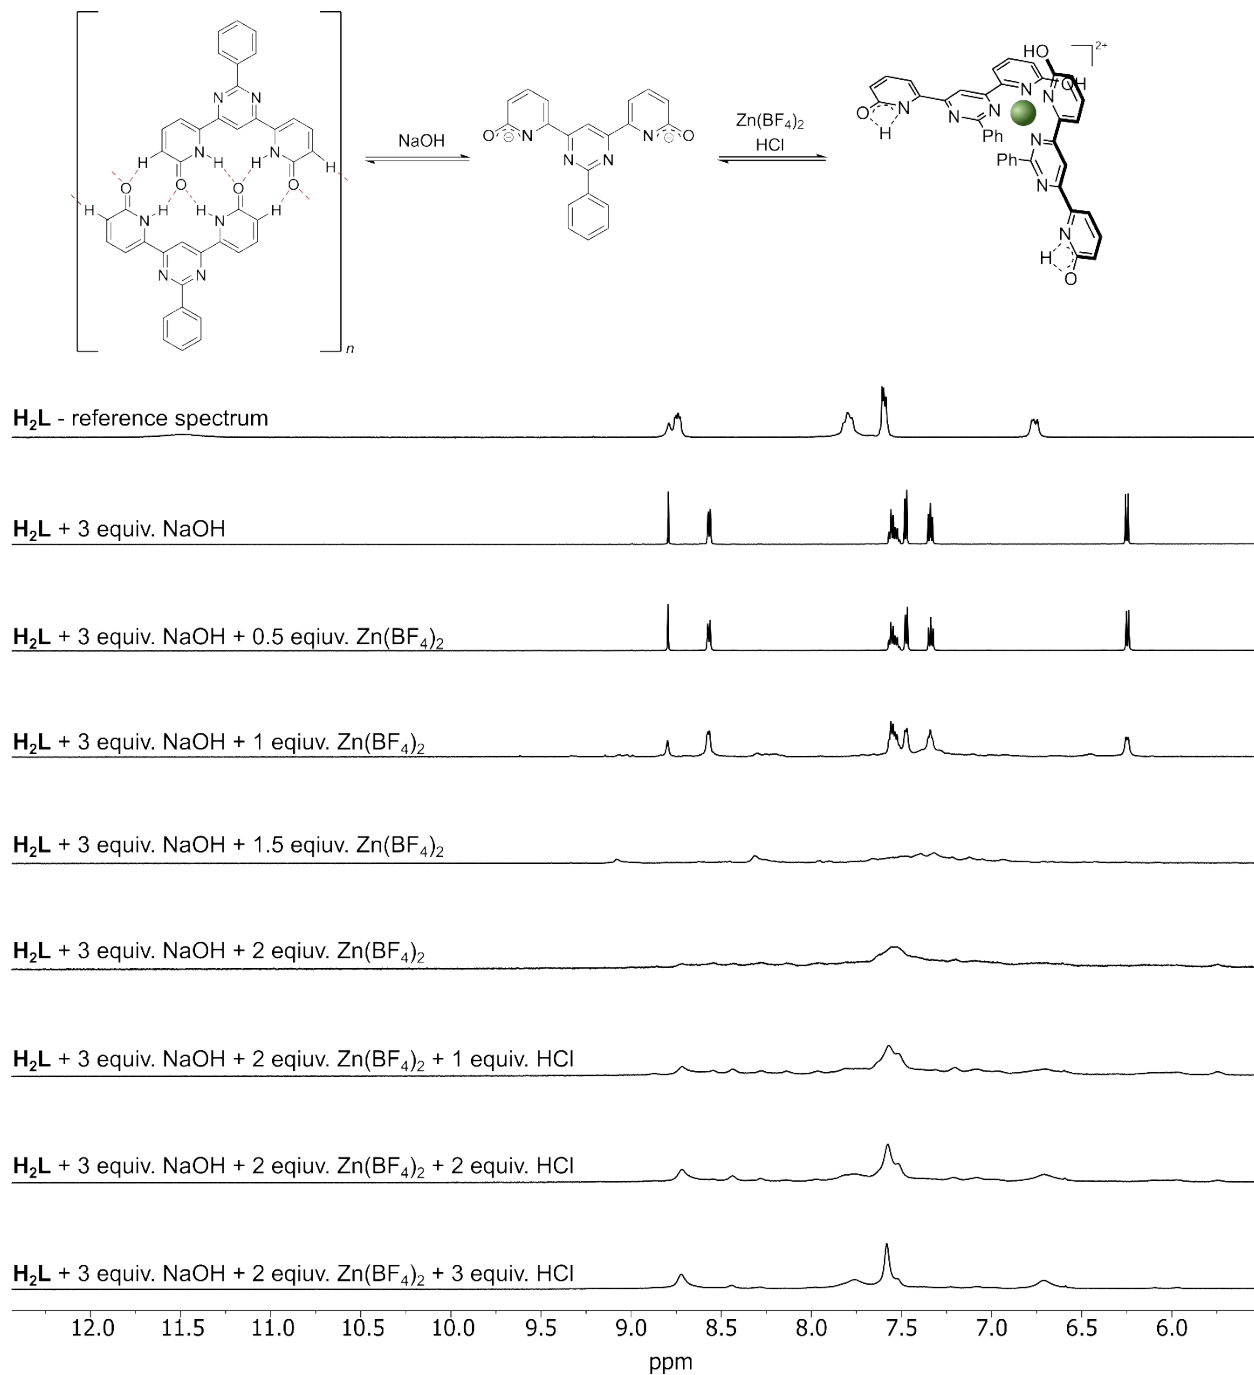 NaOH
Zn(BF4)2
HCl
2+
HO
OH
Ph
Ph
n
H2L - reference spectrum
H2L + 3 equiv. NaOH
H2L + 3 equiv. NaOH + 0.5 eqiuv. Zn(BF4)2
H2L + 3 equiv. NaOH + 1 eqiuv. Zn(BF4)2
H2L + 3 equiv. NaOH + 1.5 eqiuv. Zn(BF4)2
H2L + 3 equiv. NaOH + 2 eqiuv. Zn(BF4)2
H2L + 3 equiv. NaOH + 2 eqiuv. Zn(BF4)2 + 1 equiv. HCl
H2L + 3 equiv. NaOH + 2 eqiuv. Zn(BF4)2 + 2 equiv. HCl
H2L + 3 equiv. NaOH + 2 eqiuv. Zn(BF4)2 + 3 equiv. HCl
12.0 11.5 11.0 10.5 10.0 9.5 9.0 8.5 8.0 7.5 7.0 6.5 6.0
ppm